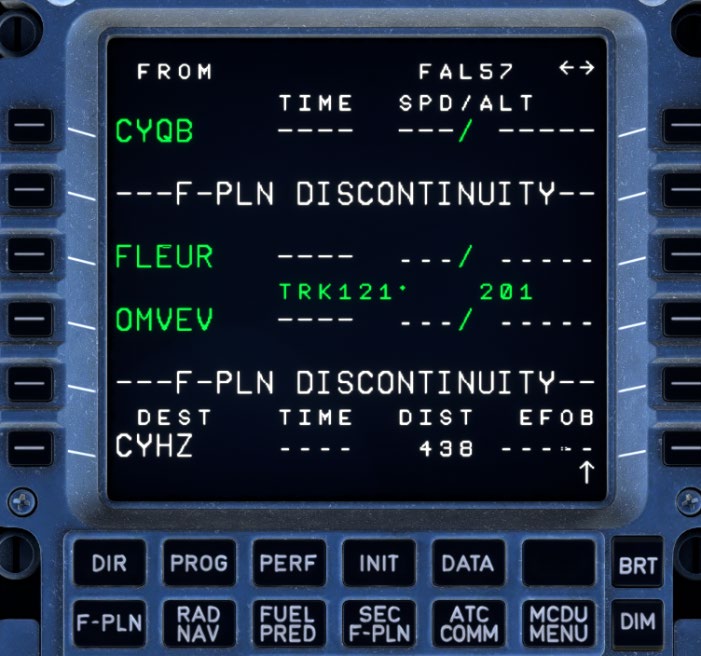 FROM FAL57 ←→
TIME SPD/ALT
CYQB ---- ---/ -----
---F-PLN DISCONTINUITY--
FLEUR ---- ---/ -----
TRK121° 201
OMVEV ---- ---/ -----
---F-PLN DISCONTINUITY--
DEST TIME DIST EFOB
CYHZ ---- 438 -----
↑
DIR PROG PERF INIT DATA BRT
F-PLN RAD NAV FUEL PRED SEC F-PLN ATC COMM MCDU MENU DIM